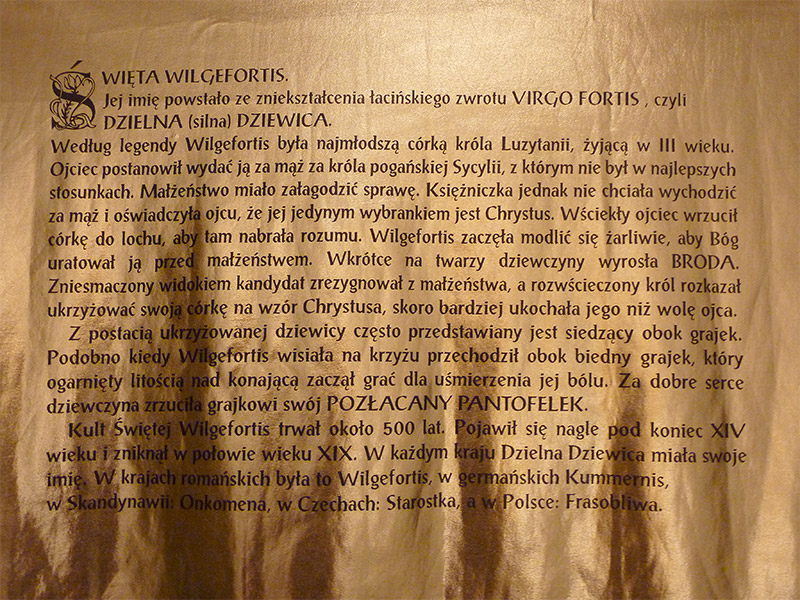 ŚWIĘTA WILGEFORTIS.
Jej imię powstało ze zniekształcenia łacińskiego zwrotu VIRGO FORTIS , czyli
DZIELNA (silna) DZIEWICA.
Według legendy Wilgefortis była najmłodszą córką króla Luzytanii, żyjącą w III wieku.
Ojciec postanowił wydać ją za mąż za króla pogańskiej Sycylii, z którym nie był w najlepszych
stosunkach. Małżeństwo miało załagodzić sprawę. Księżniczka jednak nie chciała wychodzić
za mąż i oświadczyła ojcu, że jej jedynym wybrankiem jest Chrystus. Wściekły ojciec wrzucił
córkę do lochu, aby tam nabrała rozumu. Wilgefortis zaczęła modlić się żarliwie, aby Bóg
uratował ją przed małżeństwem. Wkrótce na twarzy dziewczyny wyrosła BRODA.
Zniesmaczony widokiem kandydat zrezygnował z małżeństwa, a rozwścieczony król rozkazał
ukrzyżować swoją córkę na wzór Chrystusa, skoro bardziej ukochała jego niż wolę ojca.
Z postacią ukrzyżowanej dziewicy często przedstawiany jest siedzący obok grajek.
Podobno kiedy Wilgefortis wisiała na krzyżu przechodził obok biedny grajek, który
ogarnięty litością nad konającą zaczął grać dla uśmierzenia jej bólu. Za dobre serce
dziewczyna zrzuciła grajkowi swój POZŁACANY PANTOFELEK.
Kult Świętej Wilgefortis trwał około 500 lat. Pojawił się nagle pod koniec XIV
wieku i zniknął w połowie wieku XIX. W każdym kraju Dzielna Dziewica miała swoje
imię. W krajach romańskich była to Wilgefortis, w germańskich Kummernis,
w Skandynawii: Onkomena, w Czechach: Starostka, a w Polsce: Frasobliwa.